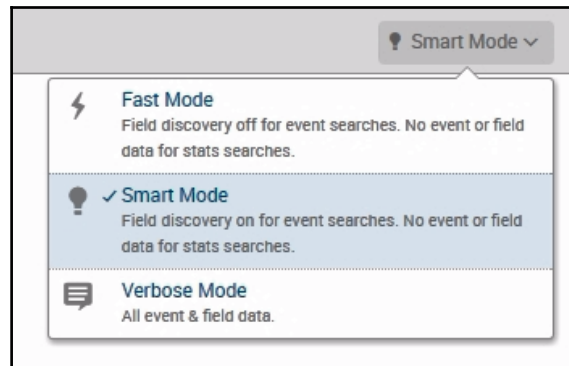 Smart Mode
Fast Mode
Field discovery off for event searches. No event or field
data for stats searches.
Smart Mode
Field discovery on for event searches. No event or field
data for stats searches.
Verbose Mode
All event & field data.